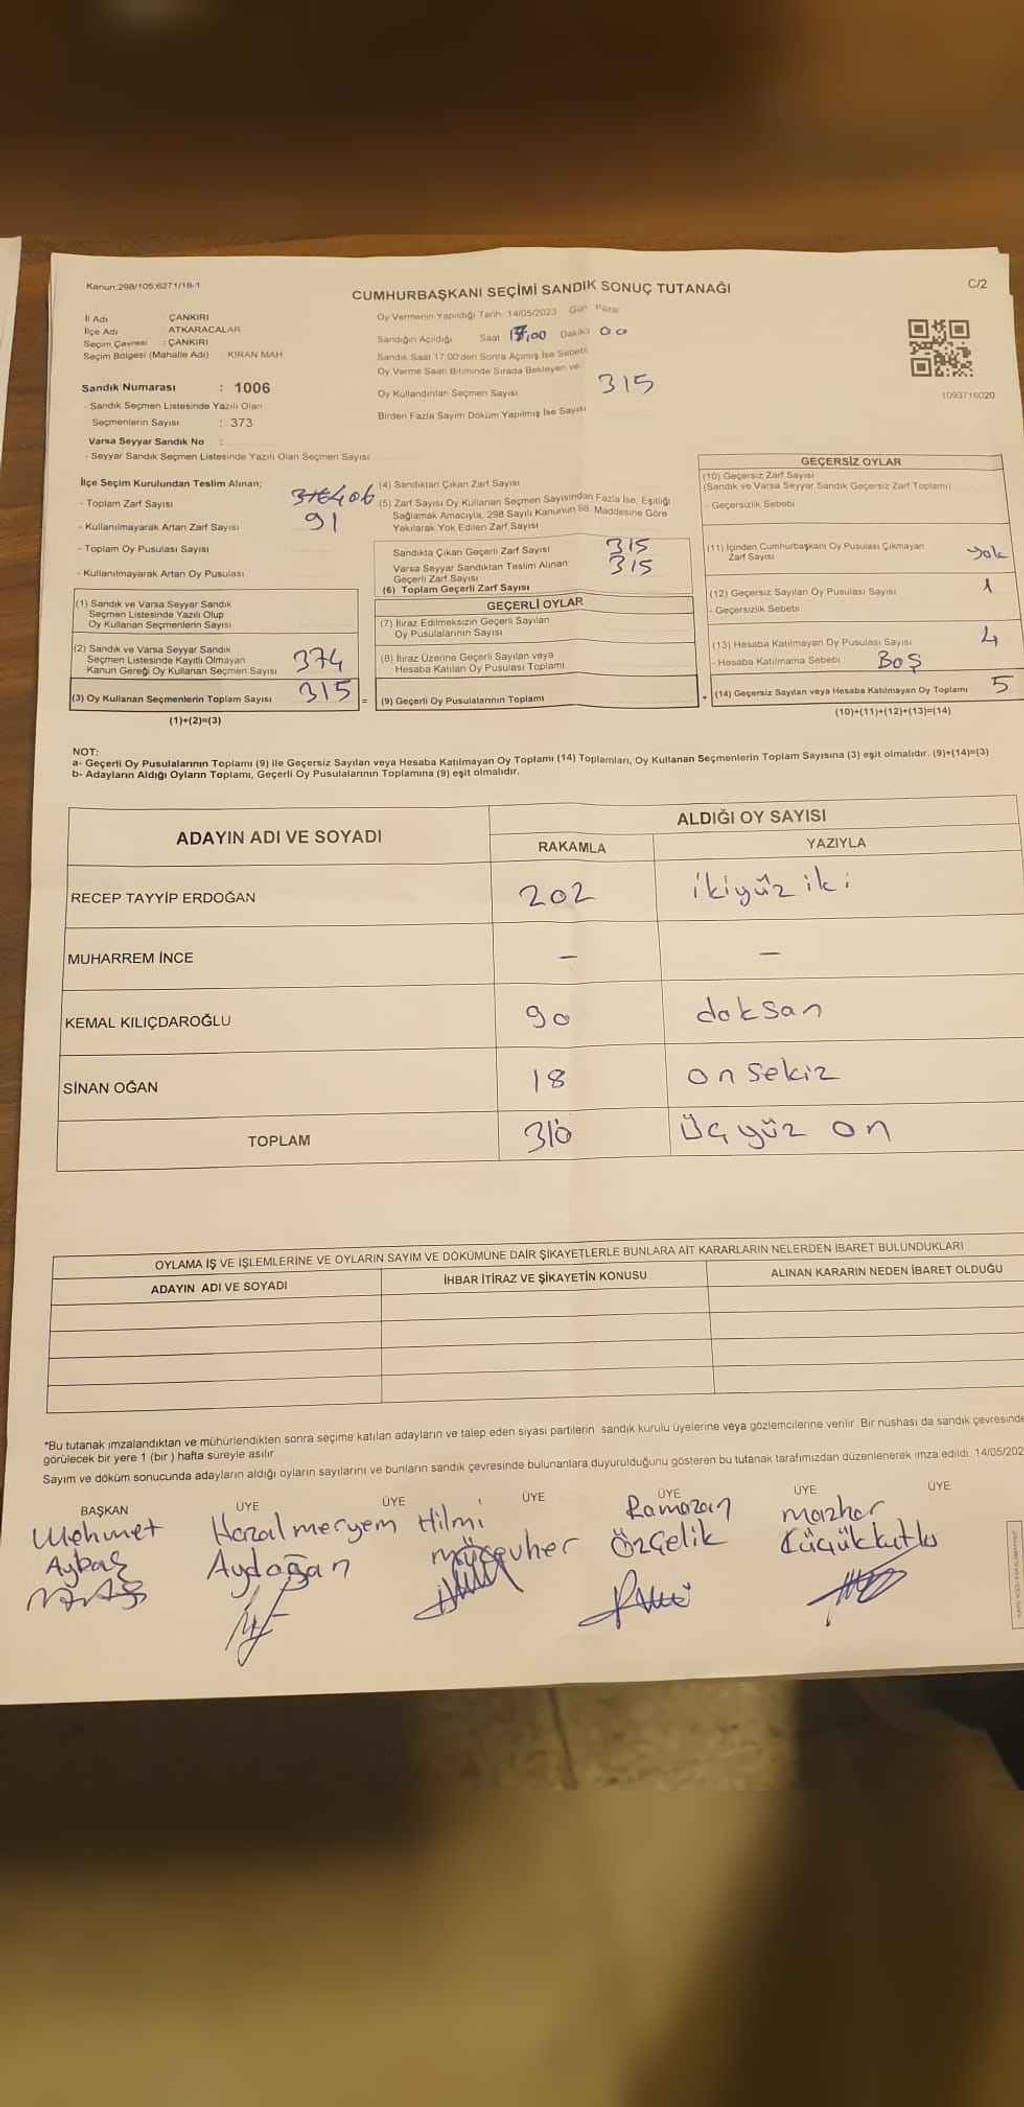 Kanun:298/105;6271/18-1
CUMHURBAŞKANI SEÇİMİ SANDIK SONUÇ TUTANAĞI
C/2
İl Adı ÇANKIRI
İlçe Adı ATKARACALAR
Seçim Çevresi : ÇANKIRI
Seçim Bölgesi (Mahalle Adı) : KIRAN MAH.
Oy Vermenin Yapıldığı Tarih: 14/05/2023 Gün: Pazar
Sandığın Açıldığı Saat 17,00 Dakika 00
Sandık Saat 17:00'den Sonra Açılmış İse Sebebi
Oy Verme Saati Bitiminde Sırada Bekleyen ve
Oy Kullandırılan Seçmen Sayısı 315
Birden Fazla Sayım Döküm Yapılmış İse Sayısı
1093716020
Sandık Numarası : 1006
- Sandık Seçmen Listesinde Yazılı Olan
Seçmenlerin Sayısı : 373
Varsa Seyyar Sandık No :
- Seyyar Sandık Seçmen Listesinde Yazılı Olan Seçmen Sayısı
İlçe Seçim Kurulundan Teslim Alınan;
- Toplam Zarf Sayısı 406
- Kullanılmayarak Artan Zarf Sayısı 91
- Toplam Oy Pusulası Sayısı
- Kullanılmayarak Artan Oy Pusulası
(1) Sandık ve Varsa Seyyar Sandık
Seçmen Listesinde Yazılı Olup
Oy Kullanan Seçmenlerin Sayısı
(2) Sandık ve Varsa Seyyar Sandık
Seçmen Listesinde Kayıtlı Olmayan
Kanun Gereği Oy Kullanan Seçmen Sayısı 374
(3) Oy Kullanan Seçmenlerin Toplam Sayısı 315 =
(1)+(2)=(3)
(4) Sandıktan Çıkan Zarf Sayısı
(5) Zarf Sayısı Oy Kullanan Seçmen Sayısından Fazla İse, Eşitliği
Sağlamak Amacıyla, 298 Sayılı Kanunun 98. Maddesine Göre
Yakılarak Yok Edilen Zarf Sayısı
Sandıkta Çıkan Geçerli Zarf Sayısı 315
Varsa Seyyar Sandıktan Teslim Alınan 315
Geçerli Zarf Sayısı
(6) Toplam Geçerli Zarf Sayısı
GEÇERLİ OYLAR
(7) İtiraz Edilmeksizin Geçerli Sayılan
Oy Pusulalarının Sayısı
(8) İtiraz Üzerine Geçerli Sayılan veya
Hesaba Katılan Oy Pusulası Toplamı
(9) Geçerli Oy Pusulalarının Toplamı +
GEÇERSİZ OYLAR
(10) Geçersiz Zarf Sayısı
(Sandık ve Varsa Seyyar Sandık Geçersiz Zarf Toplamı)
- Geçersizlik Sebebi
(11) İçinden Cumhurbaşkanı Oy Pusulası Çıkmayan yok
Zarf Sayısı
(12) Geçersiz Sayılan Oy Pusulası Sayısı 1
- Geçersizlik Sebebi
(13) Hesaba Katılmayan Oy Pusulası Sayısı 4
- Hesaba Katılmama Sebebi BOŞ
(14) Geçersiz Sayılan veya Hesaba Katılmayan Oy Toplamı 5
(10)+(11)+(12)+(13)=(14)
NOT:
a- Geçerli Oy Pusulalarının Toplamı (9) ile Geçersiz Sayılan veya Hesaba Katılmayan Oy Toplamı (14) Toplamları, Oy Kullanan Seçmenlerin Toplam Sayısına (3) eşit olmalıdır. (9)+(14)=(3)
b- Adayların Aldığı Oyların Toplamı, Geçerli Oy Pusulalarının Toplamına (9) eşit olmalıdır.
ADAYIN ADI VE SOYADI
ALDIĞI OY SAYISI
RAKAMLA YAZIYLA
RECEP TAYYİP ERDOĞAN 202 ikiyüz iki
MUHARREM İNCE — —
KEMAL KILIÇDAROĞLU 90 doksan
SİNAN OĞAN 18 on sekiz
TOPLAM 310 üçyüz on
OYLAMA İŞ VE İŞLEMLERİNE VE OYLARIN SAYIM VE DÖKÜMÜNE DAİR ŞİKAYETLERLE BUNLARA AİT KARARLARIN NELERDEN İBARET BULUNDUKLARI
ADAYIN ADI VE SOYADI İHBAR İTİRAZ VE ŞİKAYETİN KONUSU ALINAN KARARIN NEDEN İBARET OLDUĞU
*Bu tutanak imzalandıktan ve mühürlendikten sonra seçime katılan adayların ve talep eden siyasi partilerin sandık kurulu üyelerine veya gözlemcilerine verilir. Bir nüshası da sandık çevresinde
görülecek bir yere 1 (bir) hafta süreyle asılır
Sayım ve döküm sonucunda adayların aldığı oyların sayılarını ve bunların sandık çevresinde bulunanlara duyurulduğunu gösteren bu tutanak tarafımızdan düzenlenerek imza edildi. 14/05/202
BAŞKAN ÜYE ÜYE ÜYE ÜYE ÜYE ÜYE
Mehmet Hazal meryem Hilmi Ramazan mazhar
Aybaş Aydoğan mücevher Özçelik Küçükkutlu